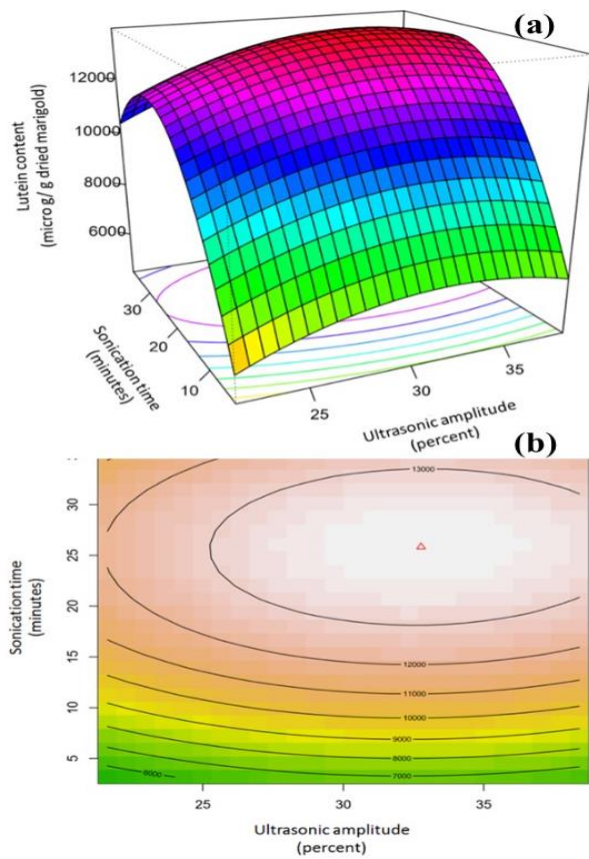 (a)
12000
10000
8000
6000
Lutein content
(micro g/ g dried marigold)
30
20
10
Sonication time
(minutes)
25
30
35
Ultrasonic amplitude
(percent)
(b)
30
25
20
15
10
5
Sonication time
(minutes)
13000
12000
11000
10000
9000
8000
7000
6000
25
30
35
Ultrasonic amplitude
(percent)